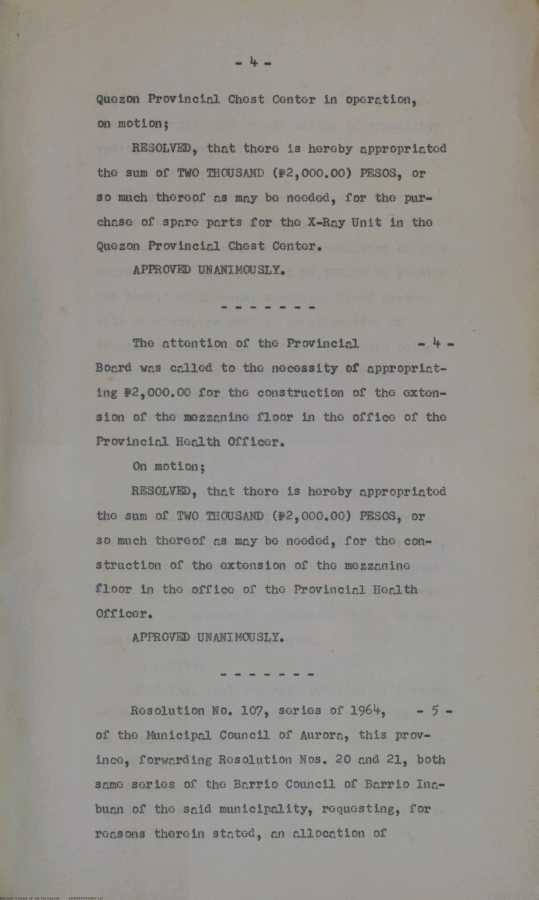 - 4 -
Quezon Provincial Chest Center in operation,
on motion;
RESOLVED, that there is hereby appropriated
the sum of TWO THOUSAND (₱2,000.00) PESOS, or
so much thereof as may be needed, for the pur-
chase of spare parts for the X-Ray Unit in the
Quezon Provincial Chest Center.
APPROVED UNANIMOUSLY.
- - - - - - -
The attention of the Provincial - 4 -
Board was called to the necessity of appropriat-
ing ₱2,000.00 for the construction of the exten-
sion of the mezzanine floor in the office of the
Provincial Health Officer.
On motion;
RESOLVED, that there is hereby appropriated
the sum of TWO THOUSAND (₱2,000.00) PESOS, or
so much thereof as may be needed, for the con-
struction of the extension of the mezzanine
floor in the office of the Provincial Health
Officer.
APPROVED UNANIMOUSLY.
- - - - - - -
Resolution No. 107, series of 1964, - 5 -
of the Municipal Council of Aurora, this prov-
ince, forwarding Resolution Nos. 20 and 21, both
same series of the Barrio Council of Barrio Ina-
buan of the said municipality, requesting, for
reasons therein stated, an allocation of